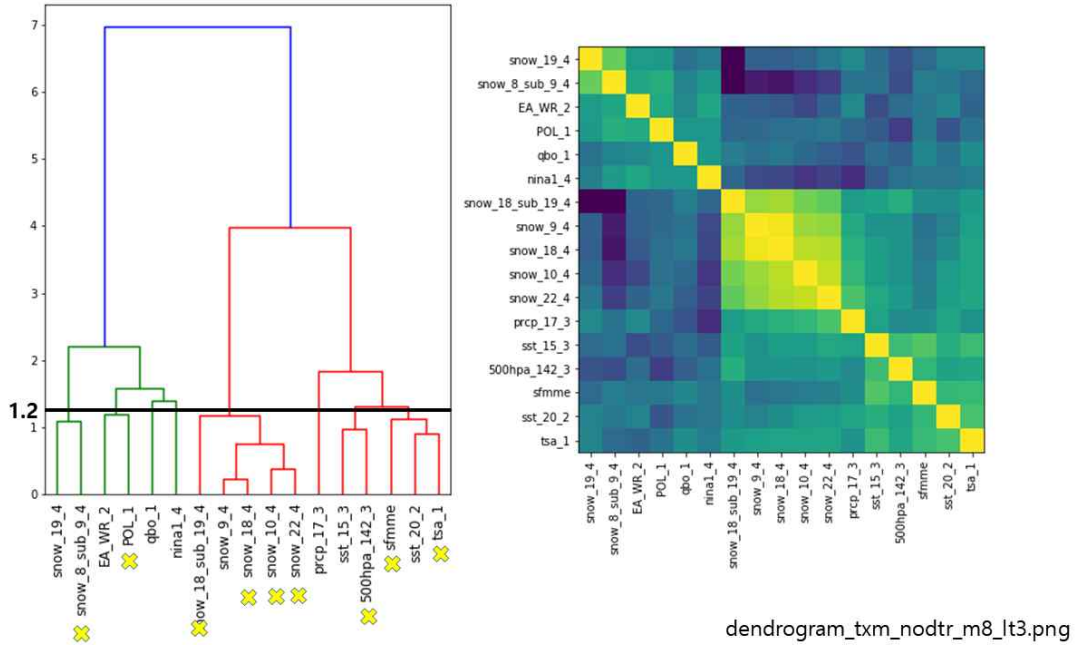 7
6
5
4
3
2
1.2
1
0
snow_19_4
snow_8_sub_9_4
EA_WR_2
POL_1
qbo_1
nina1_4
snow_18_sub_19_4
snow_9_4
snow_18_4
snow_10_4
snow_22_4
prcp_17_3
sst_15_3
500hpa_142_3
sfmme
sst_20_2
tsa_1
snow_19_4
snow_8_sub_9_4
EA_WR_2
POL_1
qbo_1
nina1_4
snow_18_sub_19_4
snow_9_4
snow_18_4
snow_10_4
snow_22_4
prcp_17_3
sst_15_3
500hpa_142_3
sfmme
sst_20_2
tsa_1
snow_19_4
snow_8_sub_9_4
EA_WR_2
POL_1
qbo_1
nina1_4
snow_18_sub_19_4
snow_9_4
snow_18_4
snow_10_4
snow_22_4
prcp_17_3
sst_15_3
500hpa_142_3
sfmme
sst_20_2
tsa_1
dendrogram_txm_nodtr_m8_lt3.png